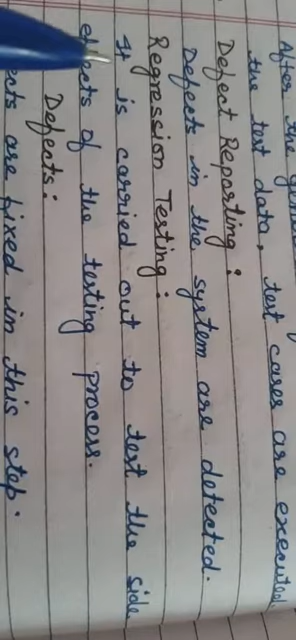 After the
the test data, test cases are executed.
Defect Reporting:
Defects in the system are detected.
Regression Testing:
It is carried out to test the side
effects of the testing process.
Defects:
are fixed in this step.